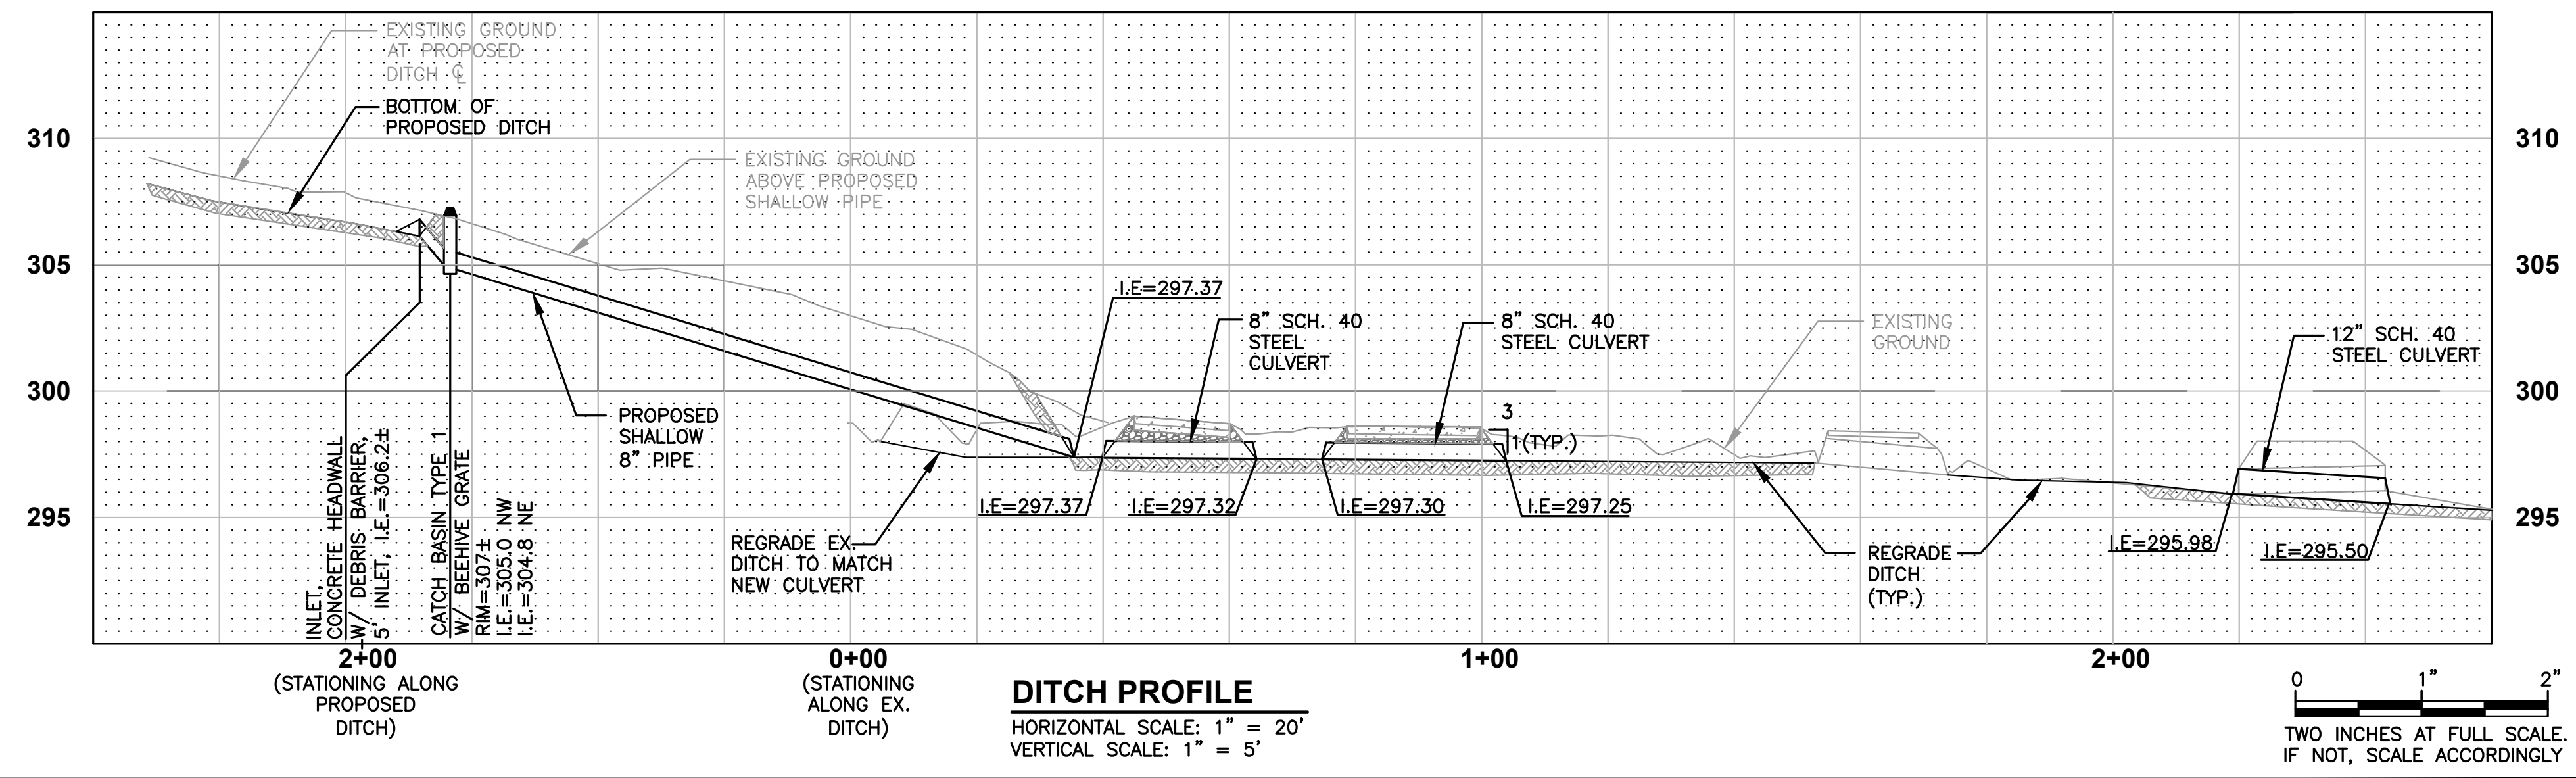 EXISTING GROUND
AT PROPOSED
DITCH ℄
BOTTOM OF
PROPOSED DITCH
EXISTING GROUND
ABOVE PROPOSED
SHALLOW PIPE
310
305
300
295
310
305
300
295
I.E=297.37
8" SCH. 40
STEEL
CULVERT
8" SCH. 40
STEEL CULVERT
EXISTING
GROUND
12" SCH. 40
STEEL CULVERT
3
1(TYP.)
PROPOSED
SHALLOW
8" PIPE
I.E=297.37
I.E=297.32
I.E=297.30
I.E=297.25
REGRADE EX.
DITCH TO MATCH
NEW CULVERT
REGRADE
DITCH
(TYP.)
I.E=295.98
I.E=295.50
INLET,
CONCRETE HEADWALL
W/ DEBRIS BARRIER,
5' INLET, I.E.=306.2±
CATCH BASIN TYPE 1
W/ BEEHIVE GRATE
RIM=307±
I.E.=305.0 NW
I.E.=304.8 NE
2+00
(STATIONING ALONG
PROPOSED
DITCH)
0+00
(STATIONING
ALONG EX.
DITCH)
1+00
2+00
DITCH PROFILE
HORIZONTAL SCALE: 1" = 20'
VERTICAL SCALE: 1" = 5'
0 1" 2"
TWO INCHES AT FULL SCALE.
IF NOT, SCALE ACCORDINGLY